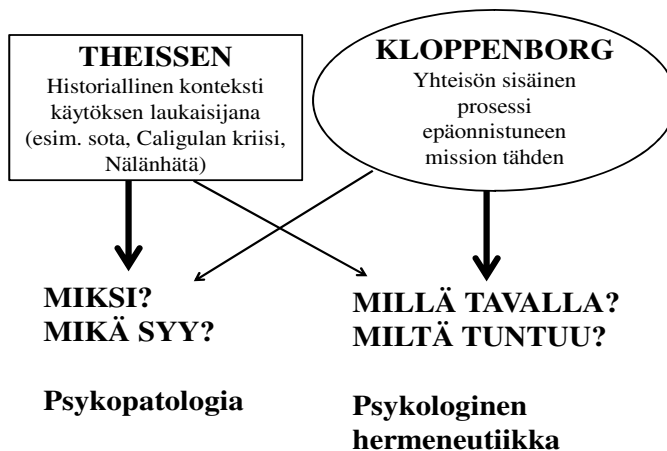 THEISSEN
Historiallinen konteksti
käytöksen laukaisijana
(esim. sota, Caligulan kriisi,
Nälänhätä)
KLOPPENBORG
Yhteisön sisäinen
prosessi
epäonnistuneen
mission tähden
MIKSI?
MIKÄ SYY?
Psykopatologia
MILLÄ TAVALLA?
MILTÄ TUNTUU?
Psykologinen
hermeneutiikka